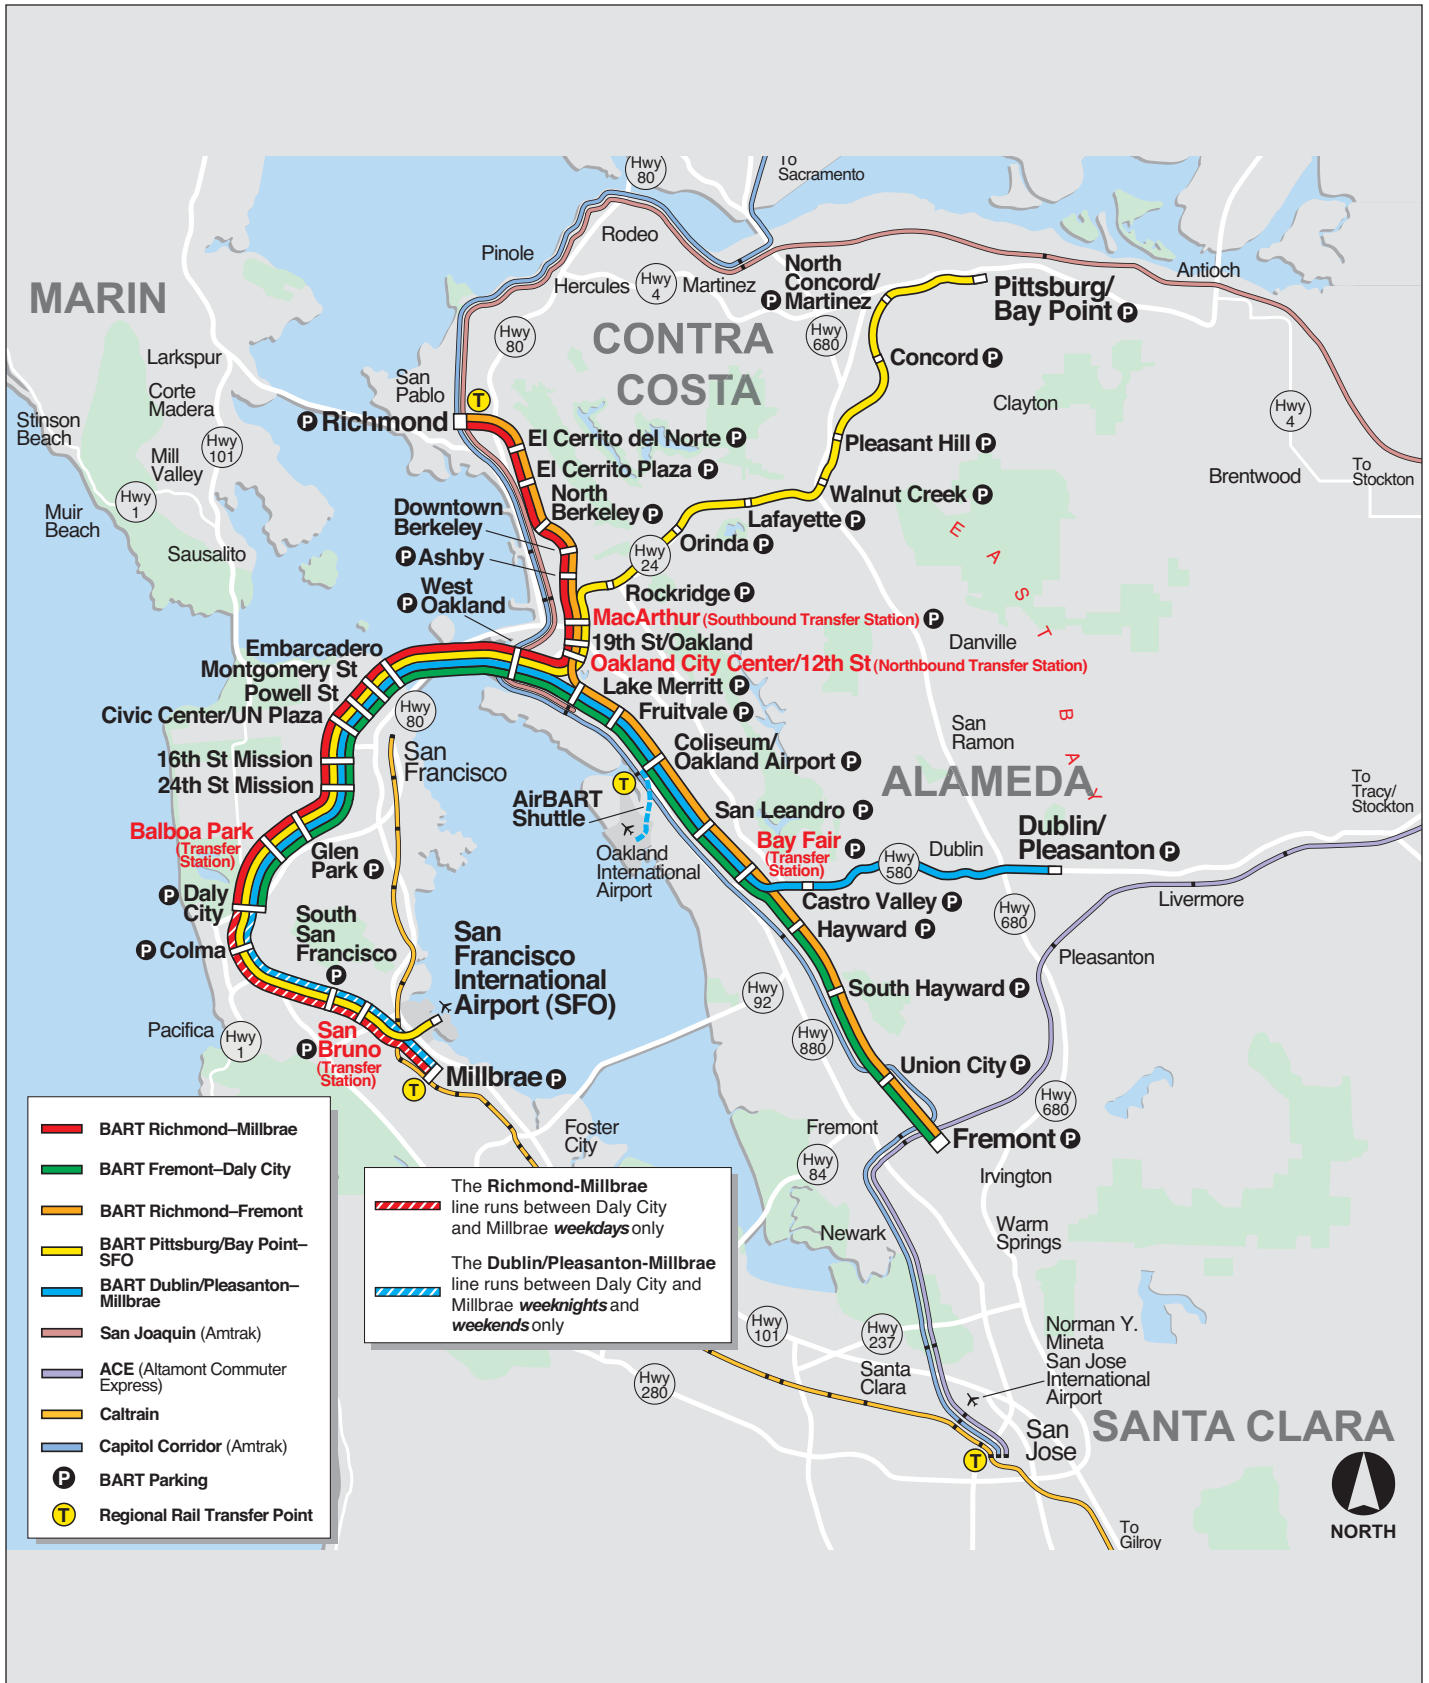 To
Sacramento
Hwy
80
Rodeo
Pinole
Hercules
Hwy
4
Martinez
North
Concord/
Martinez
P
Antioch
Pittsburg/
Bay Point P
MARIN
CONTRA
COSTA
Hwy
80
Hwy
680
Concord P
Larkspur
Corte
Madera
San
Pablo
Clayton
Hwy
4
Stinson
Beach
Hwy
101
P Richmond
T
El Cerrito del Norte P
Pleasant Hill P
Mill
Valley
El Cerrito Plaza P
Brentwood
To
Stockton
Hwy
1
Muir
Beach
Downtown
Berkeley
North
Berkeley P
Walnut Creek P
Lafayette P
Sausalito
P Ashby
Hwy
24
Orinda P
EAST BAY
West
P Oakland
Rockridge P
MacArthur (Southbound Transfer Station) P
19th St/Oakland
Danville
Oakland City Center/12th St (Northbound Transfer Station)
Embarcadero
Montgomery St
Powell St
Civic Center/UN Plaza
Hwy
80
Lake Merritt P
Fruitvale P
San
Ramon
16th St Mission
24th St Mission
San
Francisco
Coliseum/
Oakland Airport P
T
ALAMEDA
To
Tracy/
Stockton
AirBART
Shuttle
San Leandro P
Balboa Park
(Transfer
Station)
Glen
Park P
Oakland
International
Airport
Bay Fair
(Transfer
Station)
P
Hwy
580
Dublin
Dublin/
Pleasanton P
P Daly
City
Castro Valley P
Hwy
680
Livermore
South
San
Francisco
P
P Colma
San
Francisco
International
Airport (SFO)
Hayward P
Pleasanton
Hwy
92
South Hayward P
Pacifica
Hwy
1
P San
Bruno
(Transfer
Station)
Hwy
880
Union City P
T
Millbrae P
Hwy
680
Foster
City
Fremont
Fremont P
Hwy
84
Irvington
Newark
Warm
Springs
BART Richmond–Millbrae
BART Fremont–Daly City
BART Richmond–Fremont
BART Pittsburg/Bay Point–
SFO
BART Dublin/Pleasanton–
Millbrae
San Joaquin (Amtrak)
ACE (Altamont Commuter
Express)
Caltrain
Capitol Corridor (Amtrak)
P BART Parking
T Regional Rail Transfer Point
The Richmond-Millbrae
line runs between Daly City
and Millbrae weekdays only
The Dublin/Pleasanton-Millbrae
line runs between Daly City and
Millbrae weeknights and
weekends only
Hwy
101
Hwy
237
Hwy
280
Santa
Clara
Norman Y.
Mineta
San Jose
International
Airport
SANTA CLARA
San
Jose
T
To
Gilroy
NORTH